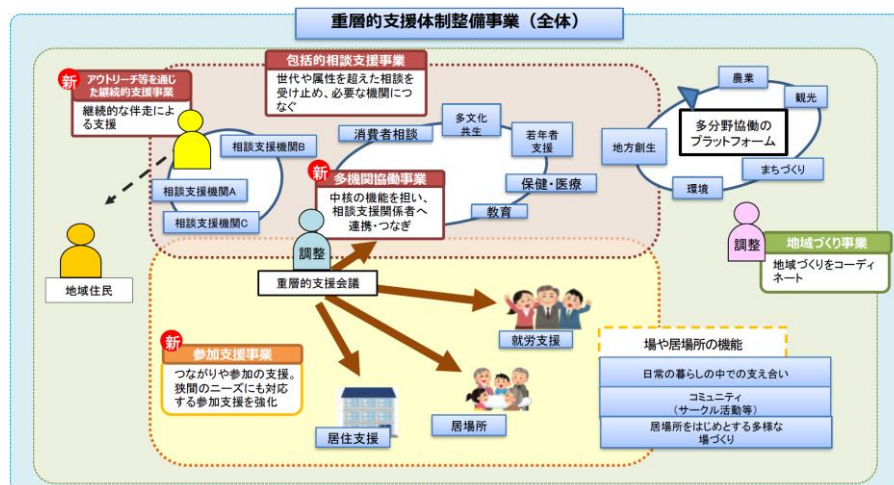 重層的支援体制整備事業（全体）
新
アウトリーチ等を通じ
た継続的支援事業
継続的な伴走によ
る支援
包括的相談支援事業
世代や属性を超えた相談を
受け止め、必要な機関につ
なぐ
相談支援機関B
相談支援機関A
相談支援機関C
地域住民
消費者相談
多文化
共生
若年者
支援
保健・医療
教育
新
多機関協働事業
中核の機能を担い、
相談支援関係者へ
連携・つなぎ
調整
重層的支援会議
農業
観光
地方創生
多分野協働の
プラットフォーム
まちづくり
環境
調整
地域づくり事業
地域づくりをコーディ
ネート
新
参加支援事業
つながりや参加の支援。
狭間のニーズにも対応
する参加支援を強化
就労支援
居場所
居住支援
場や居場所の機能
日常の暮らしの中での支え合い
コミュニティ
（サークル活動等）
居場所をはじめとする多様な
場づくり